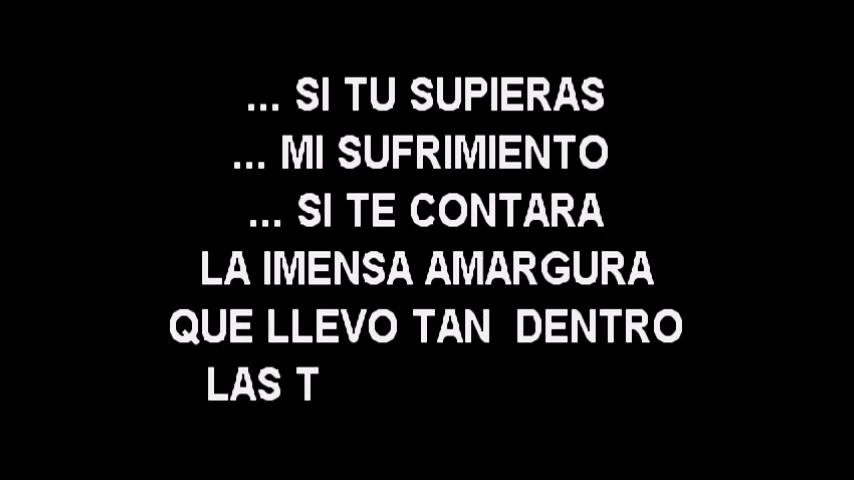 ... SI TU SUPIERAS
... MI SUFRIMIENTO
... SI TE CONTARA
LA IMENSA AMARGURA
QUE LLEVO TAN DENTRO
LAS T